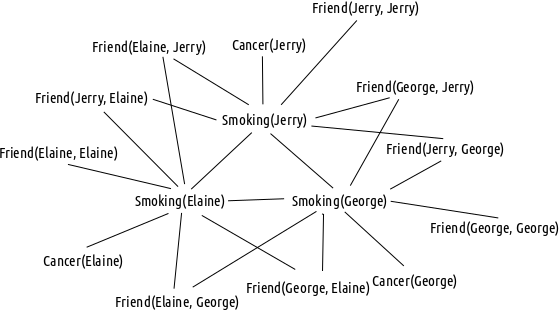 Friend(Jerry, Jerry)
Friend(Elaine, Jerry)
Cancer(Jerry)
Friend(George, Jerry)
Friend(Jerry, Elaine)
Smoking(Jerry)
Friend(Elaine, Elaine)
Friend(Jerry, George)
Smoking(Elaine)
Smoking(George)
Friend(George, George)
Cancer(Elaine)
Friend(George, Elaine)
Cancer(George)
Friend(Elaine, George)